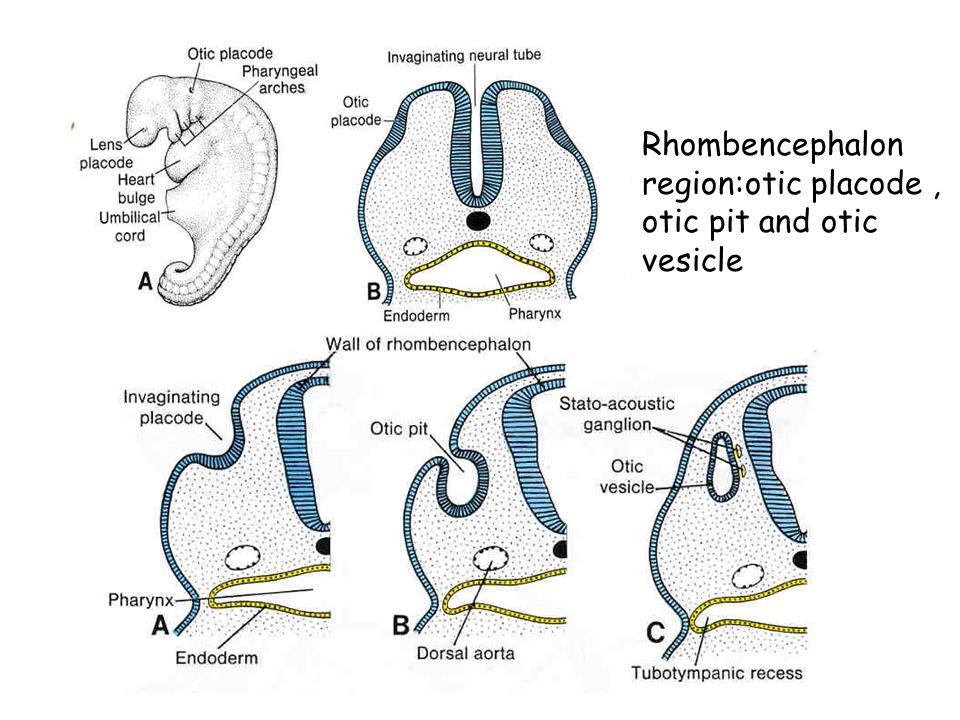 Otic placode
Pharyngeal
arches
Lens
placode
Heart
bulge
Umbilical
cord
A
Invaginating neural tube
Otic
placode
B
Endoderm
Pharynx
Rhombencephalon
region:otic placode ,
otic pit and otic
vesicle
Wall of rhombencephalon
Invaginating
placode
Pharynx
A
Endoderm
Otic pit
B
Dorsal aorta
Stato-acoustic
ganglion
Otic
vesicle
C
Tubotympanic recess